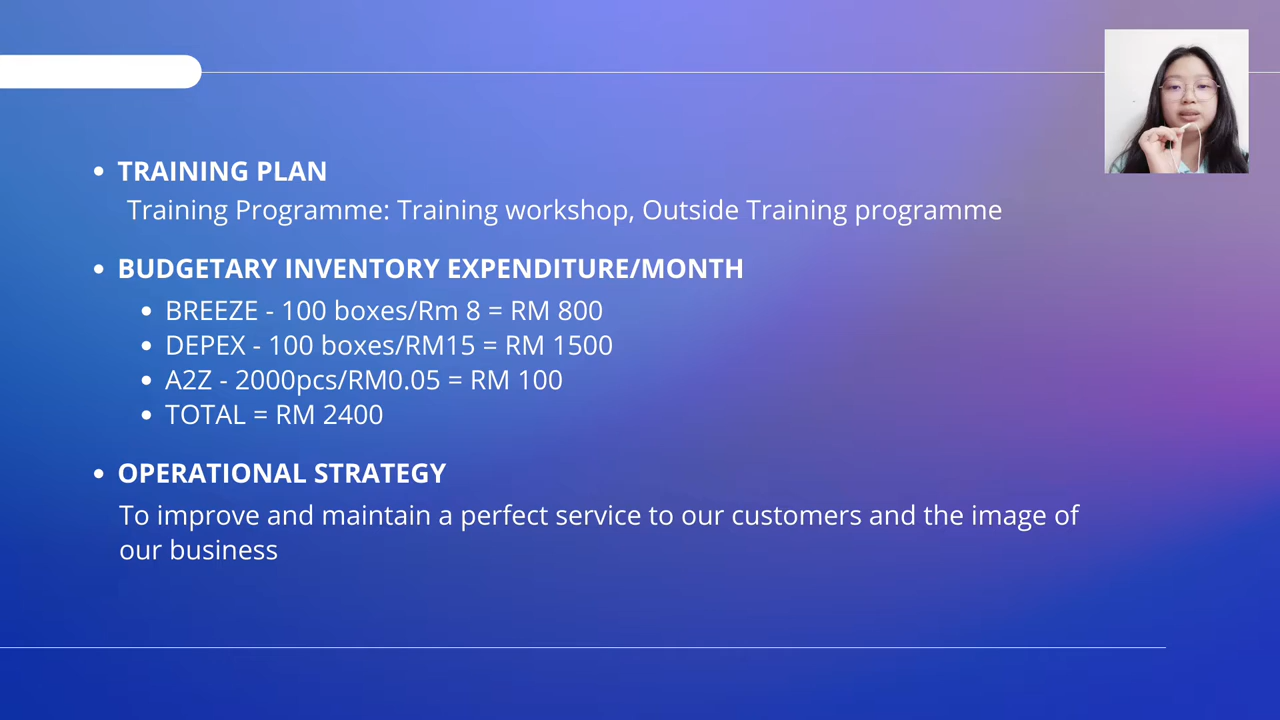 TRAINING PLAN
Training Programme: Training workshop, Outside Training programme
BUDGETARY INVENTORY EXPENDITURE/MONTH
BREEZE - 100 boxes/Rm 8 = RM 800
DEPEX - 100 boxes/RM15 = RM 1500
A2Z - 2000pcs/RM0.05 = RM 100
TOTAL = RM 2400
OPERATIONAL STRATEGY
To improve and maintain a perfect service to our customers and the image of
our business